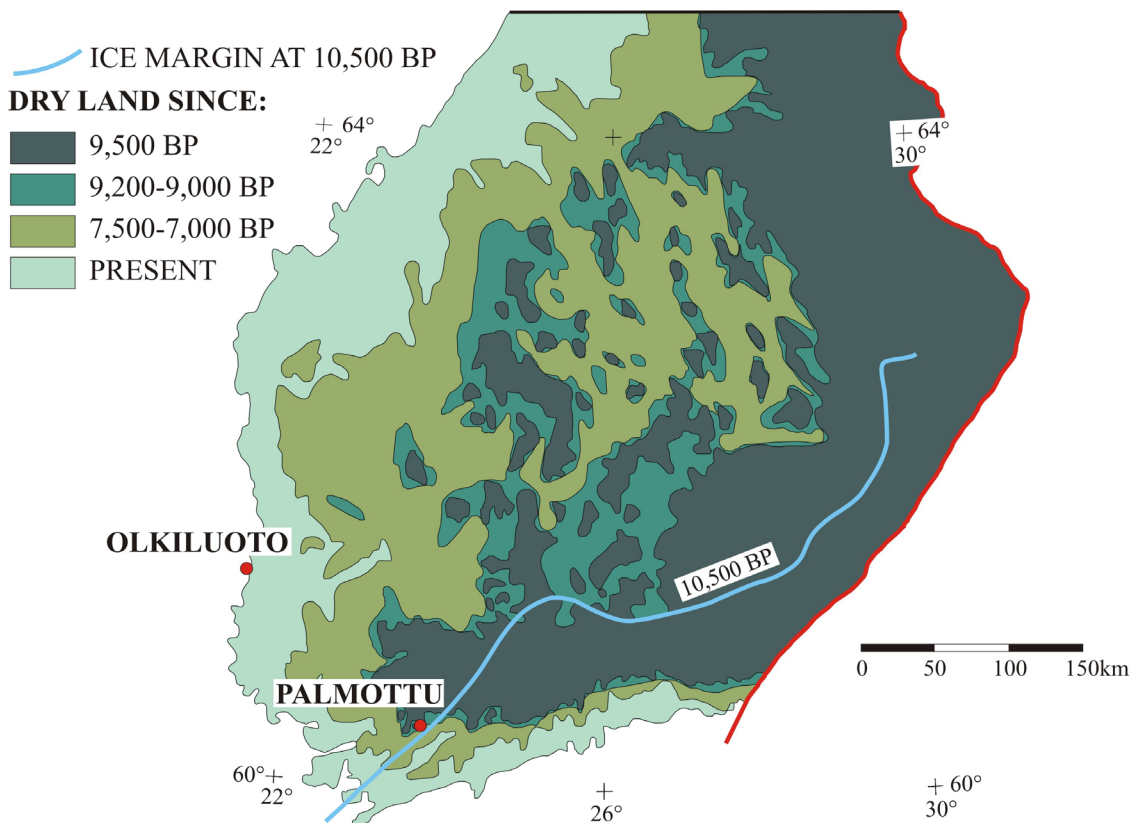 ICE MARGIN AT 10,500 BP
DRY LAND SINCE:
9,500 BP
9,200-9,000 BP
7,500-7,000 BP
PRESENT
+ 64°
22°
+
+ 64°
30°
OLKILUOTO
10,500 BP
PALMOTTU
0 50 100 150km
60°+
22°
+
26°
+ 60°
30°